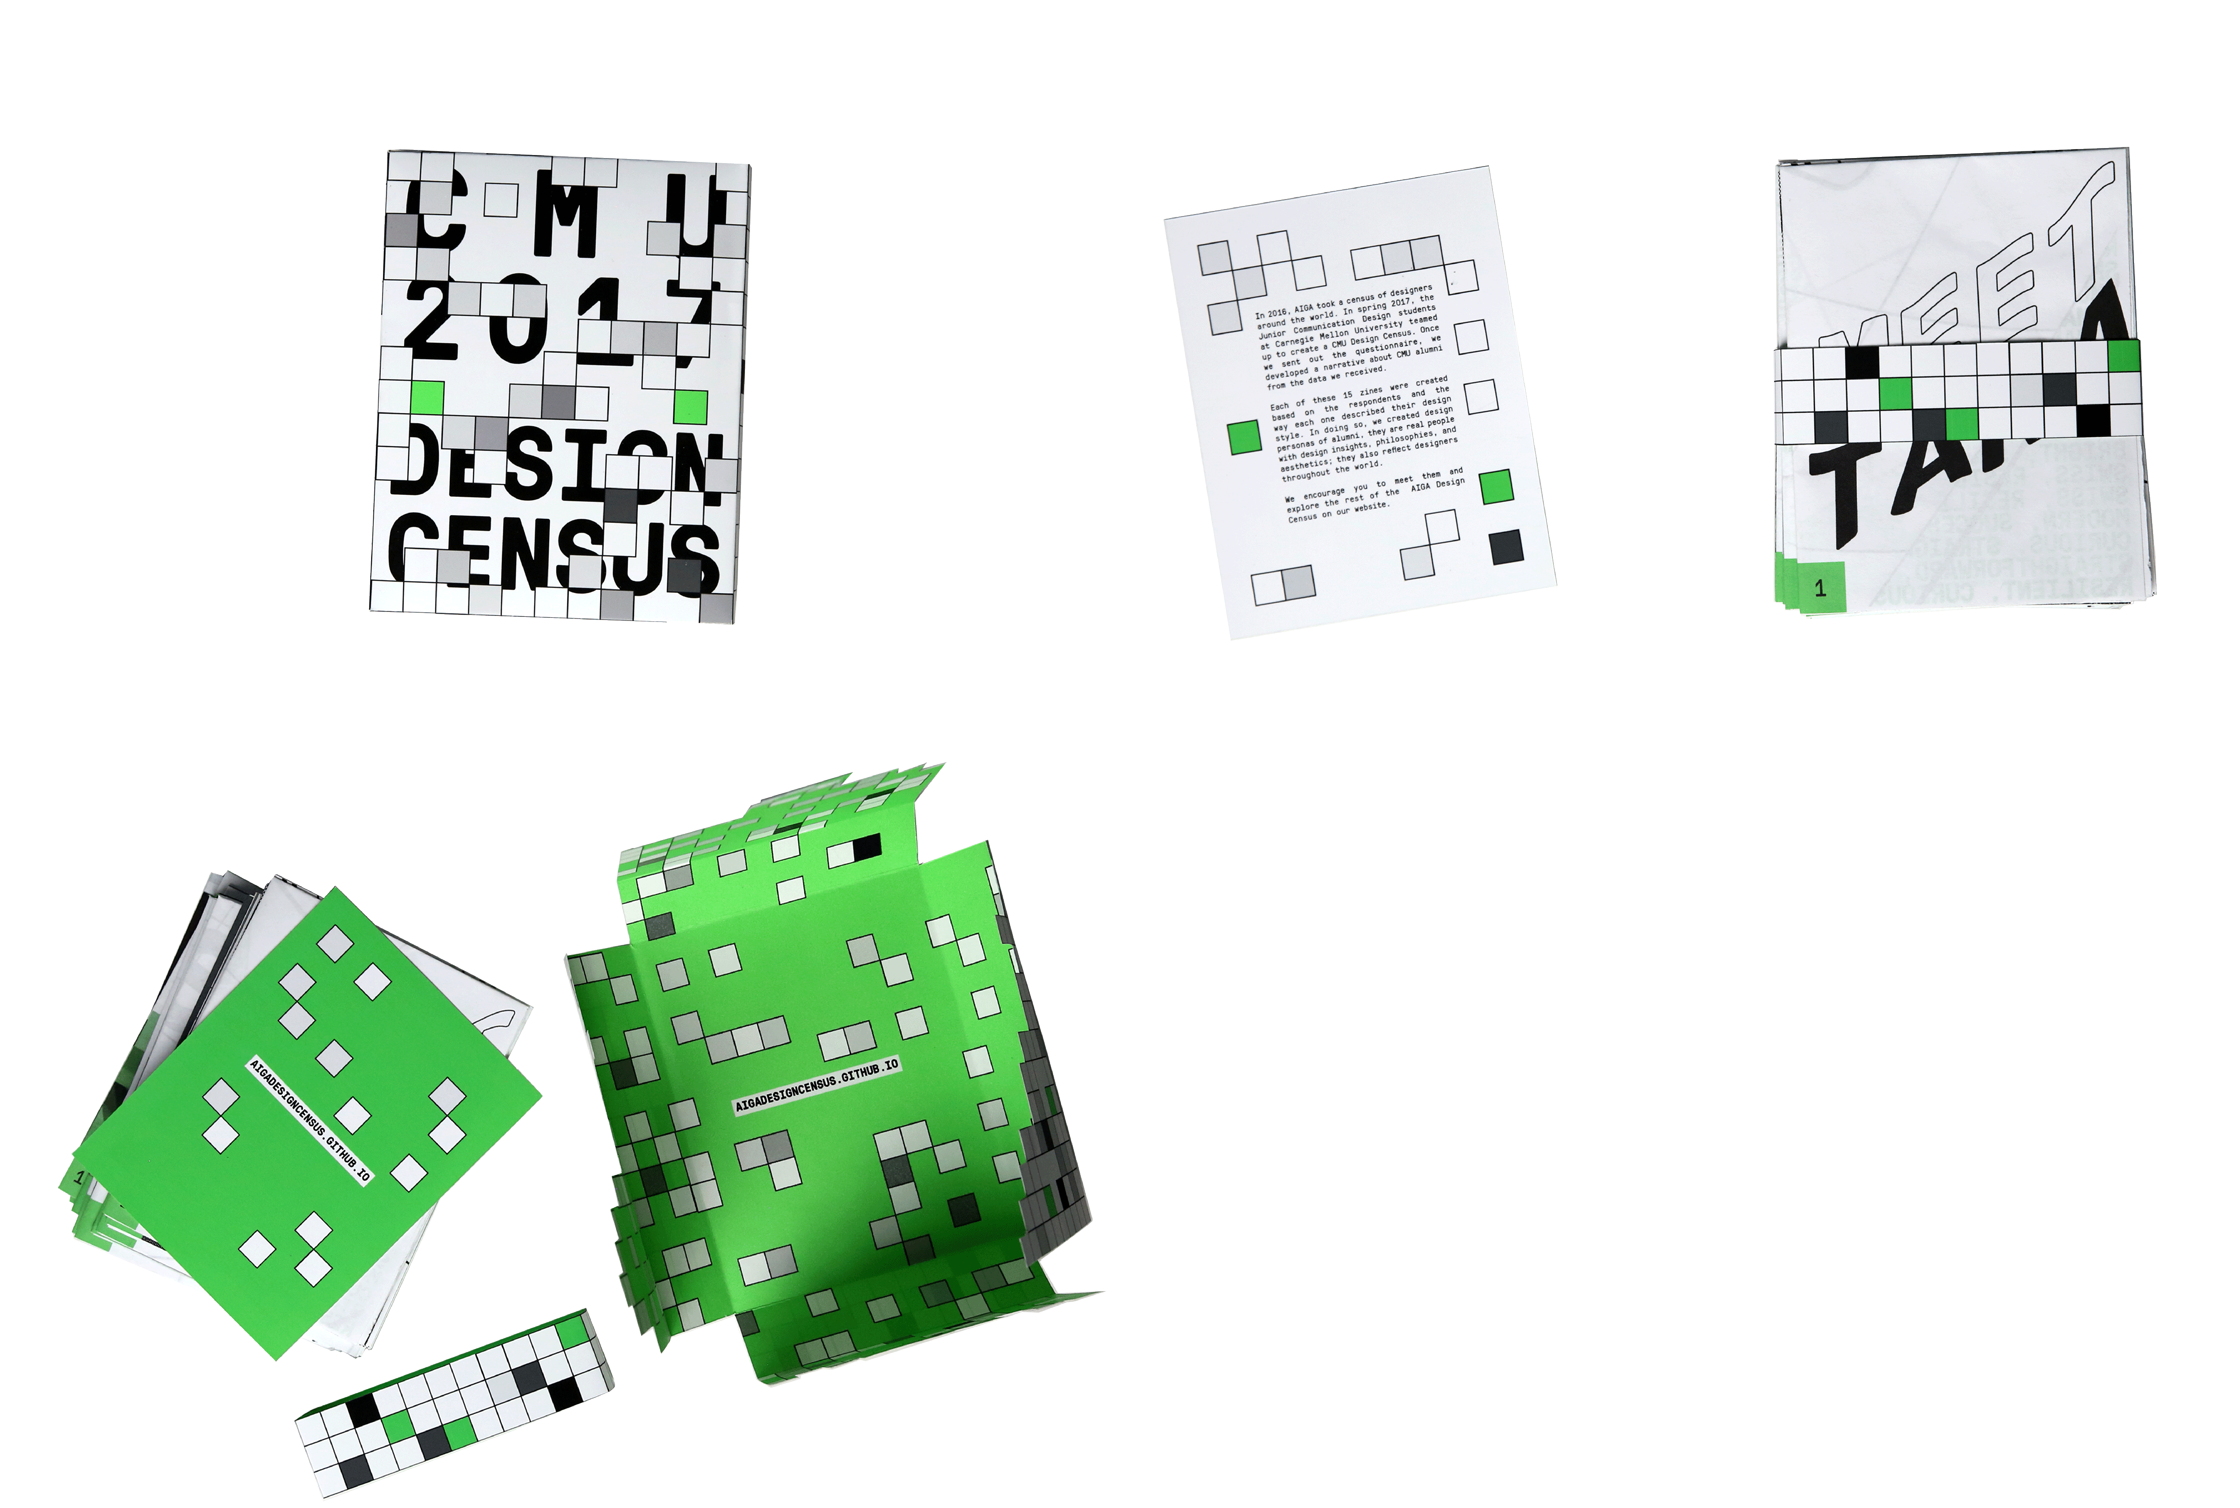 C M U
2017
DESIGN
CENSUS
In 2016, AIGA took a census of designers
around the world. In spring 2017, the
Junior Communication Design students
at Carnegie Mellon University teamed
up to create a CMU Design Census. Once
we sent out the questionnaire, we
developed a narrative about CMU alumni
from the data we received.
Each of these 15 zines were created
based on the respondents and the
way each one described their design
style. In doing so, we created design
personas of alumni, they are real people
with design insights, philosophies, and
aesthetics; they also reflect designers
throughout the world.
We encourage you to meet them and
explore the rest of the AIGA Design
Census on our website.
MEET
1
AIGADESIGNCENSUS.GITHUB.IO
1
AIGADESIGNCENSUS.GITHUB.IO